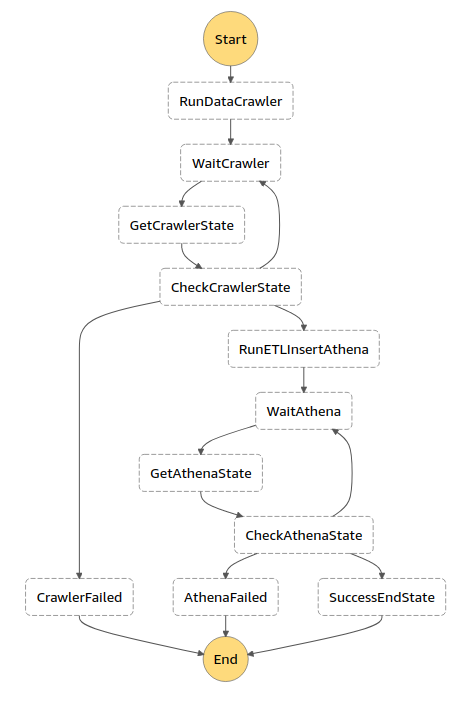 Start
RunDataCrawler
WaitCrawler
GetCrawlerState
CheckCrawlerState
RunETLInsertAthena
WaitAthena
GetAthenaState
CheckAthenaState
CrawlerFailed
AthenaFailed
SuccessEndState
End